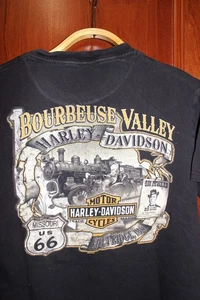 BOURBEUSE VALLEY
HARLEY-DAVIDSON
MOTOR
HARLEY-DAVIDSON
CYCLES
MISSOURI
US
66